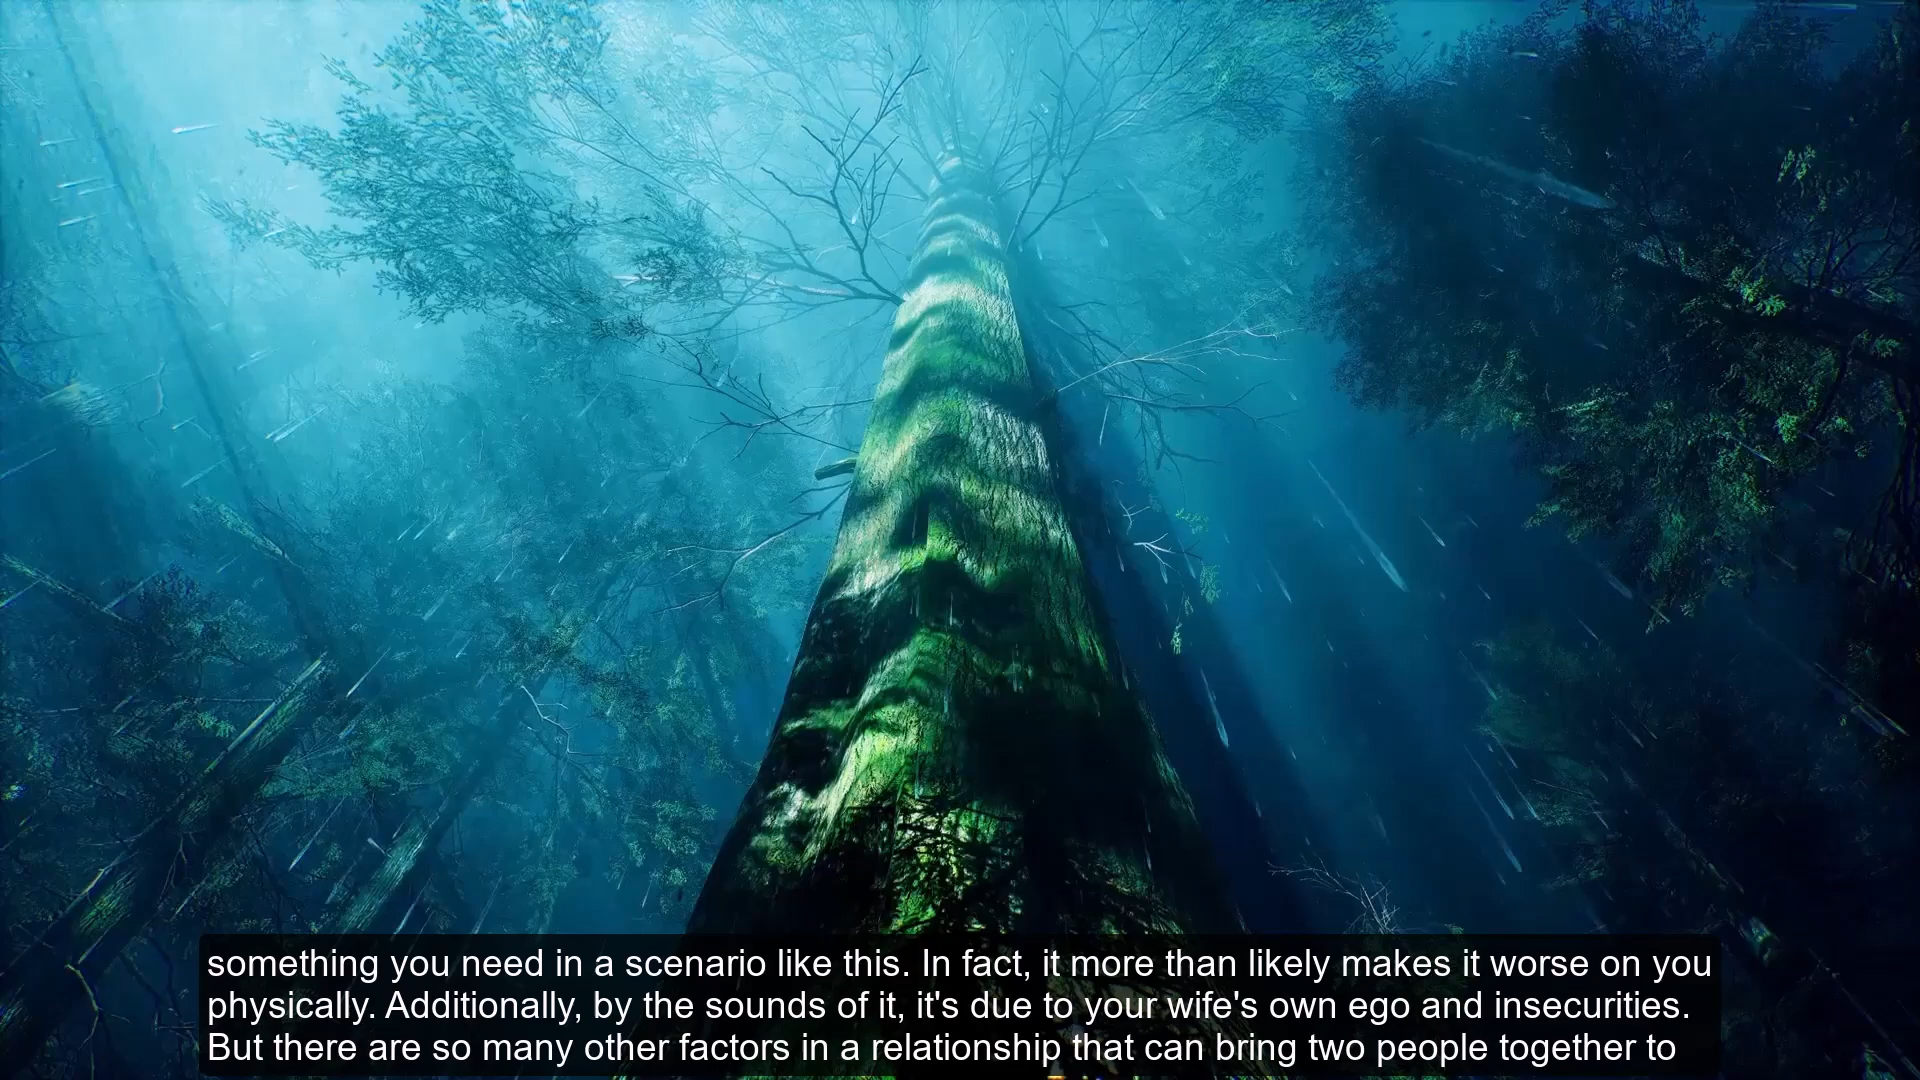 something you need in a scenario like this. In fact, it more than likely makes it worse on you
physically. Additionally, by the sounds of it, it's due to your wife's own ego and insecurities.
But there are so many other factors in a relationship that can bring two people together to